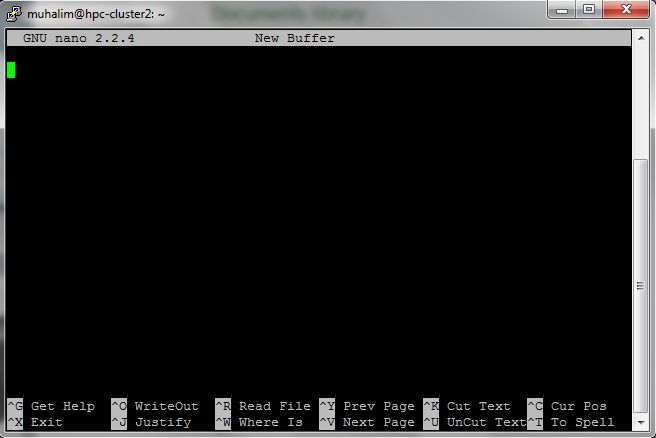 muhalim@hpc-cluster2: ~
Documents library
GNU nano 2.2.4 New Buffer
^G Get Help ^O WriteOut ^R Read File ^Y Prev Page ^K Cut Text ^C Cur Pos
^X Exit ^J Justify ^W Where Is ^V Next Page ^U UnCut Text ^T To Spell